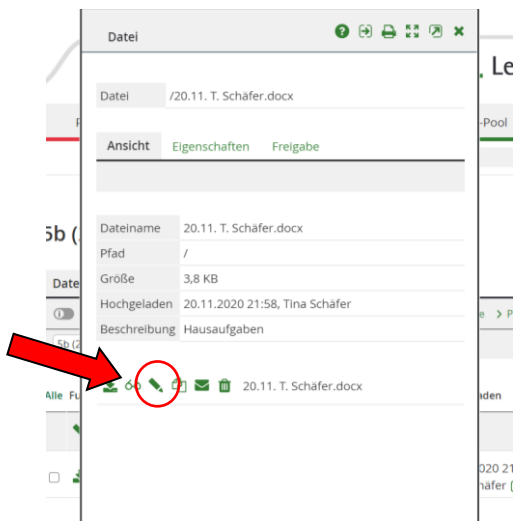 Datei
Le
Datei /20.11. T. Schäfer.docx
-Pool
Ansicht Eigenschaften Freigabe
5b (
Dateiname 20.11. T. Schäfer.docx
Pfad /
Größe 3,8 KB
Date
Hochgeladen 20.11.2020 21:58, Tina Schäfer
e > P
Beschreibung Hausaufgaben
5b (2
20.11. T. Schäfer.docx
Alle Fu
aden
020 21
häfer (